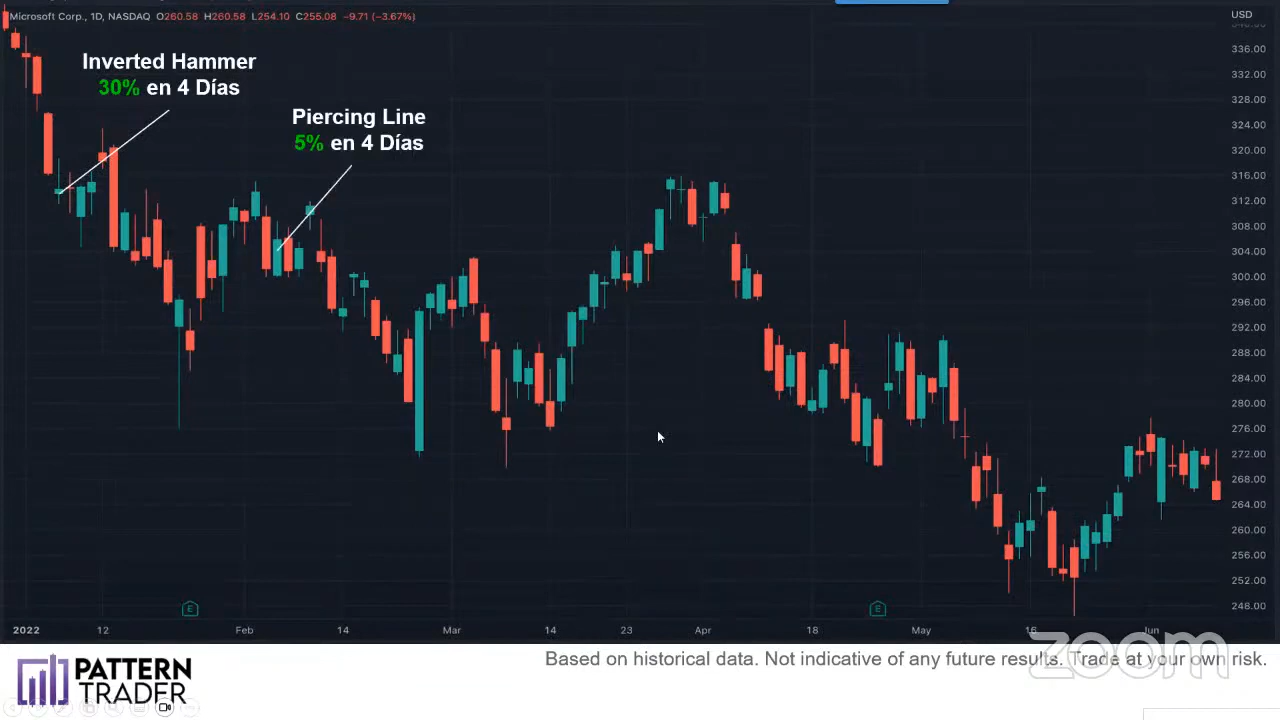 Microsoft Corp., 1D, NASDAQ O260.58 H260.58 L254.10 C255.08 −9.71 (−3.67%)
USD
340.00
336.00
Inverted Hammer
30% en 4 Días
332.00
328.00
Piercing Line
5% en 4 Días
324.00
320.00
316.00
312.00
308.00
304.00
300.00
296.00
292.00
288.00
284.00
280.00
276.00
272.00
268.00
264.00
260.00
256.00
252.00
248.00
E
E
2022 12 Feb 14 Mar 14 23 Apr 18 May 16 Jun
zoom
Based on historical data. Not indicative of any future results. Trade at your own risk.
PATTERN
TRADER